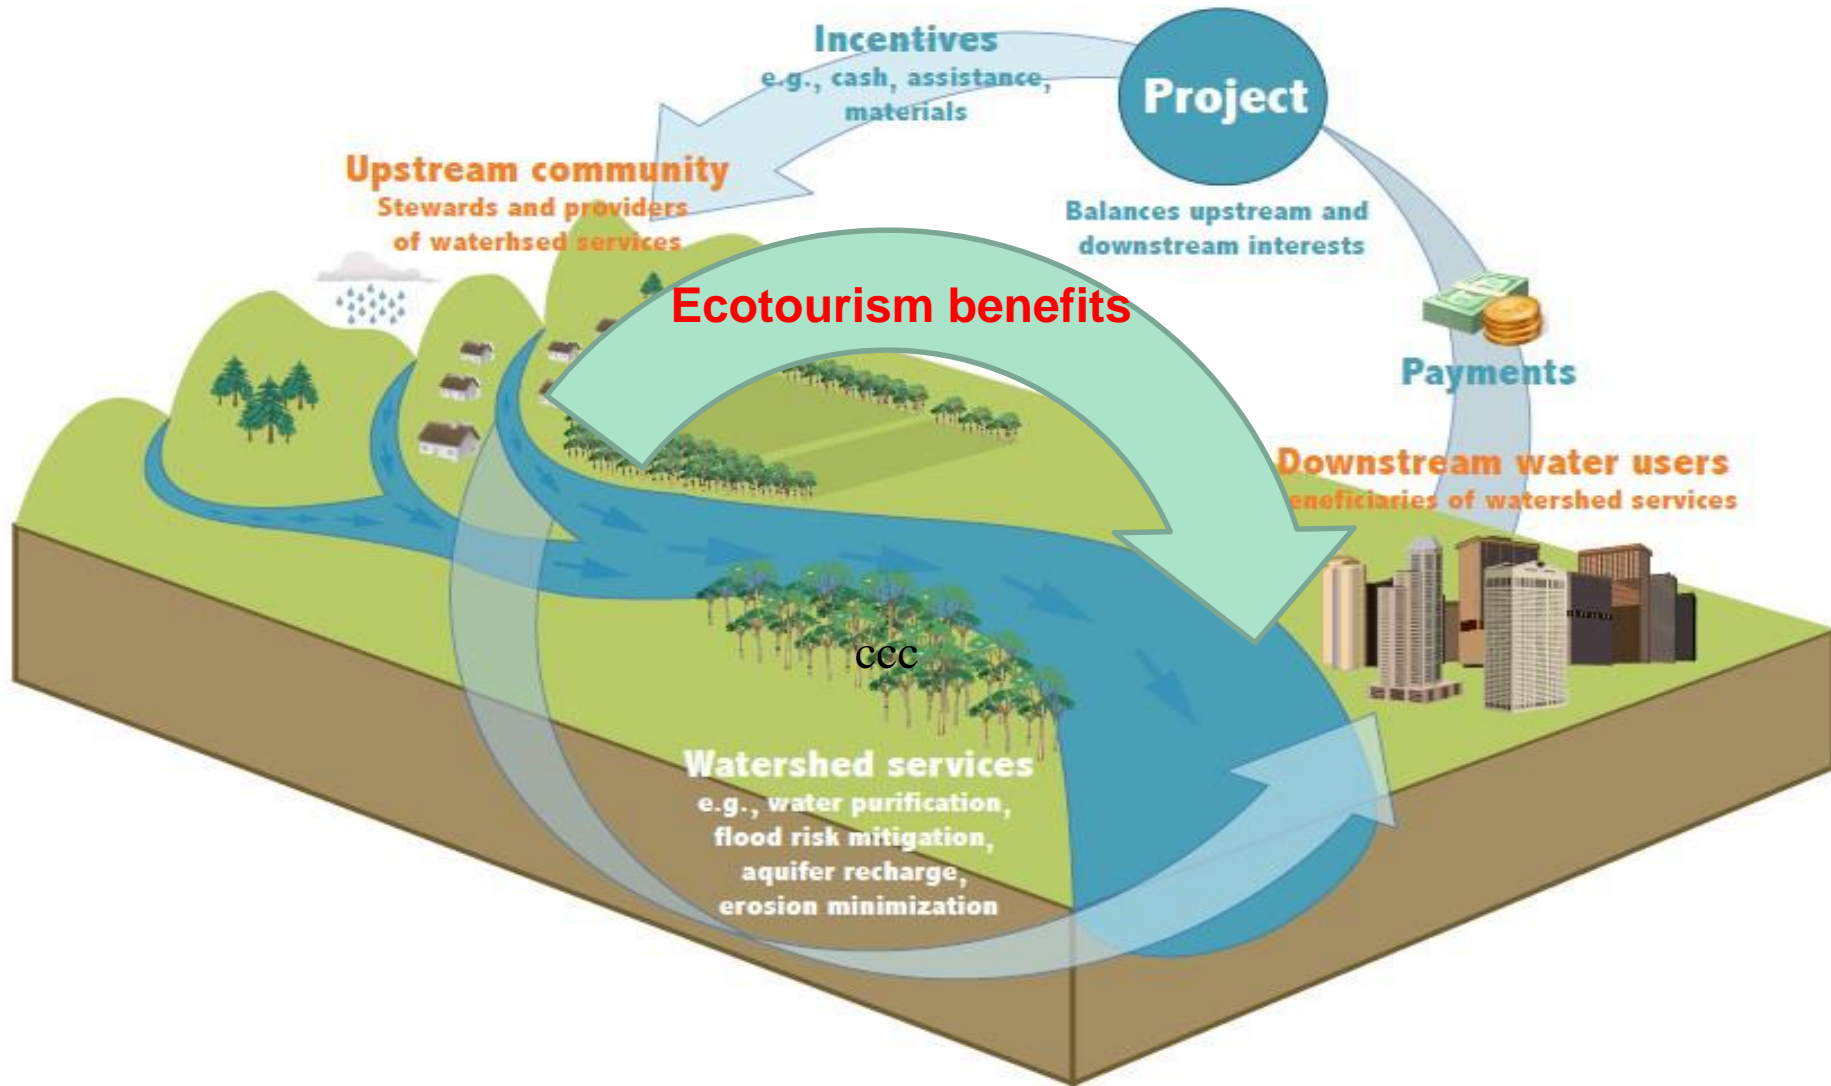 Incentives
e.g., cash, assistance,
materials
Project
Upstream community
Stewards and providers
of waterhsed services
Balances upstream and
downstream interests
Ecotourism benefits
Payments
Downstream water users
eneficiaries of watershed services
ccc
Watershed services
e.g., water purification,
flood risk mitigation,
aquifer recharge,
erosion minimization